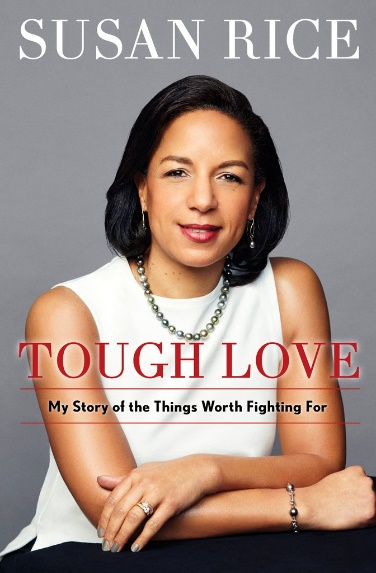 SUSAN RICE
TOUGH LOVE
My Story of the Things Worth Fighting For